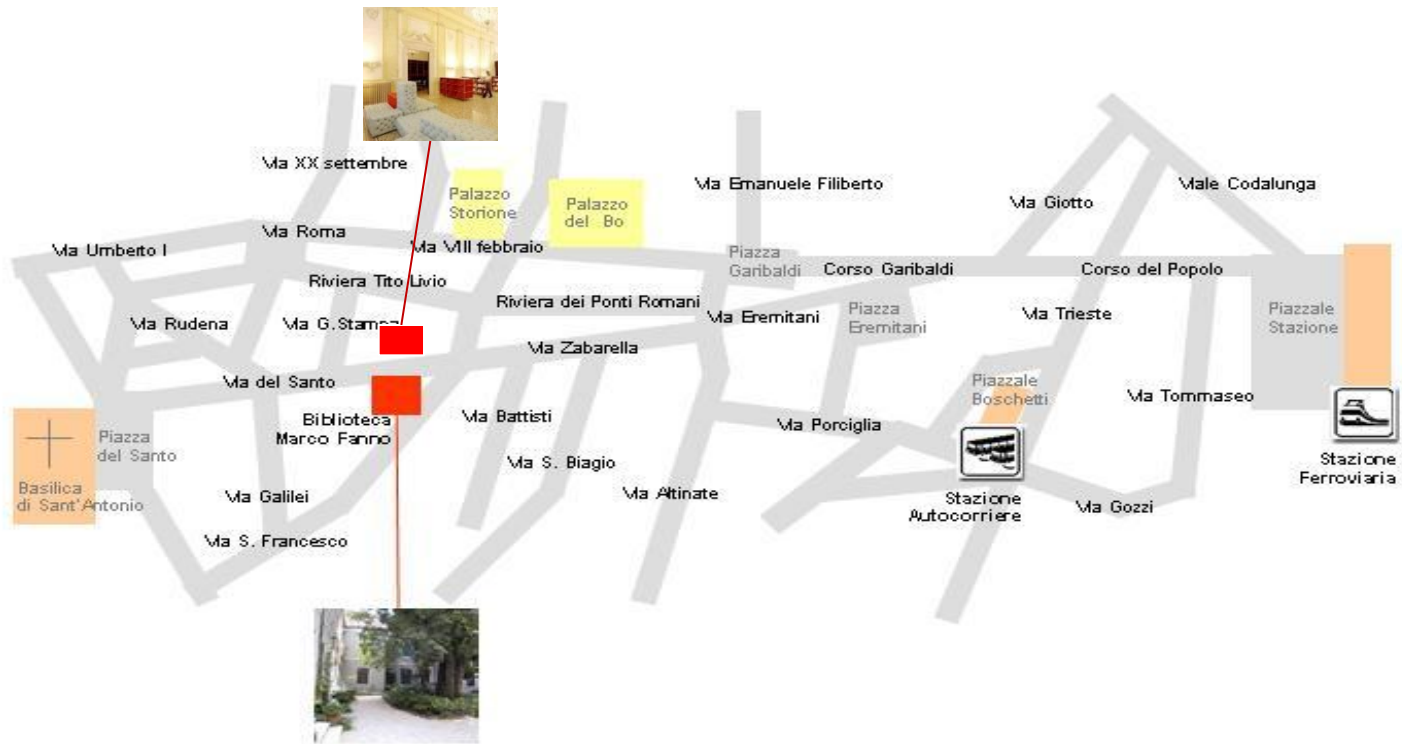 Via XX settembre
Palazzo
Storione
Palazzo
del Bo
Via Emanuele Filiberto
Via Giotto
Viale Codalunga
Via Umberto I
Via Roma
Via VIII febbraio
Piazza
Garibaldi
Corso Garibaldi
Corso del Popolo
Riviera Tito Livio
Riviera dei Ponti Romani
Via Rudena
Via G.Stampa
Via Eremitani
Piazza
Eremitani
Via Trieste
Piazzale
Stazione
Via Zabarella
Via del Santo
Piazzale
Boschetti
Via Tommaseo
Biblioteca
Marco Fanno
Via Battisti
Via Porciglia
Piazza
del Santo
Via S. Biagio
Stazione
Ferroviaria
Basilica
di Sant'Antonio
Via Galilei
Via Altinate
Stazione
Autocorriere
Via Gozzi
Via S. Francesco